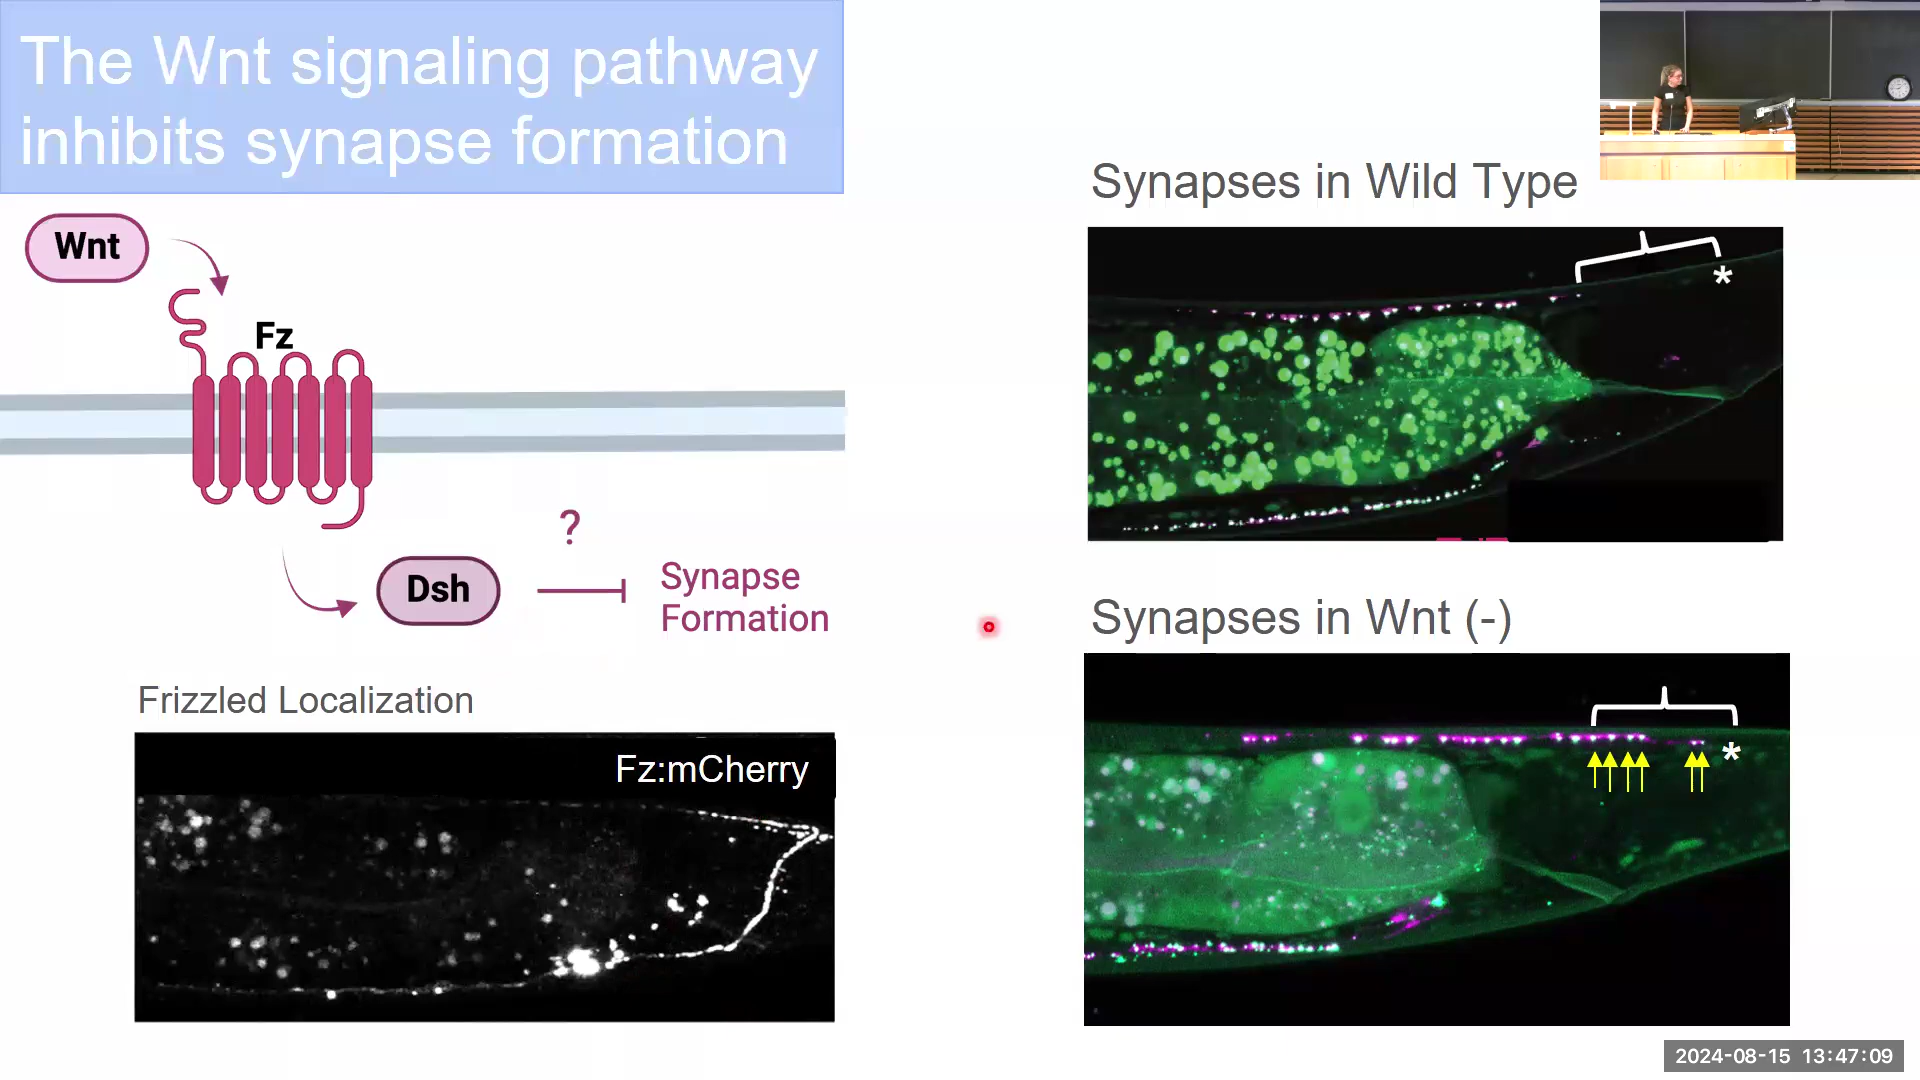 The Wnt signaling pathway
inhibits synapse formation
Wnt
Fz
?
Dsh
Synapse
Formation
Frizzled Localization
Fz:mCherry
Synapses in Wild Type
*
Synapses in Wnt (-)
*
2024-08-15 13:47:09